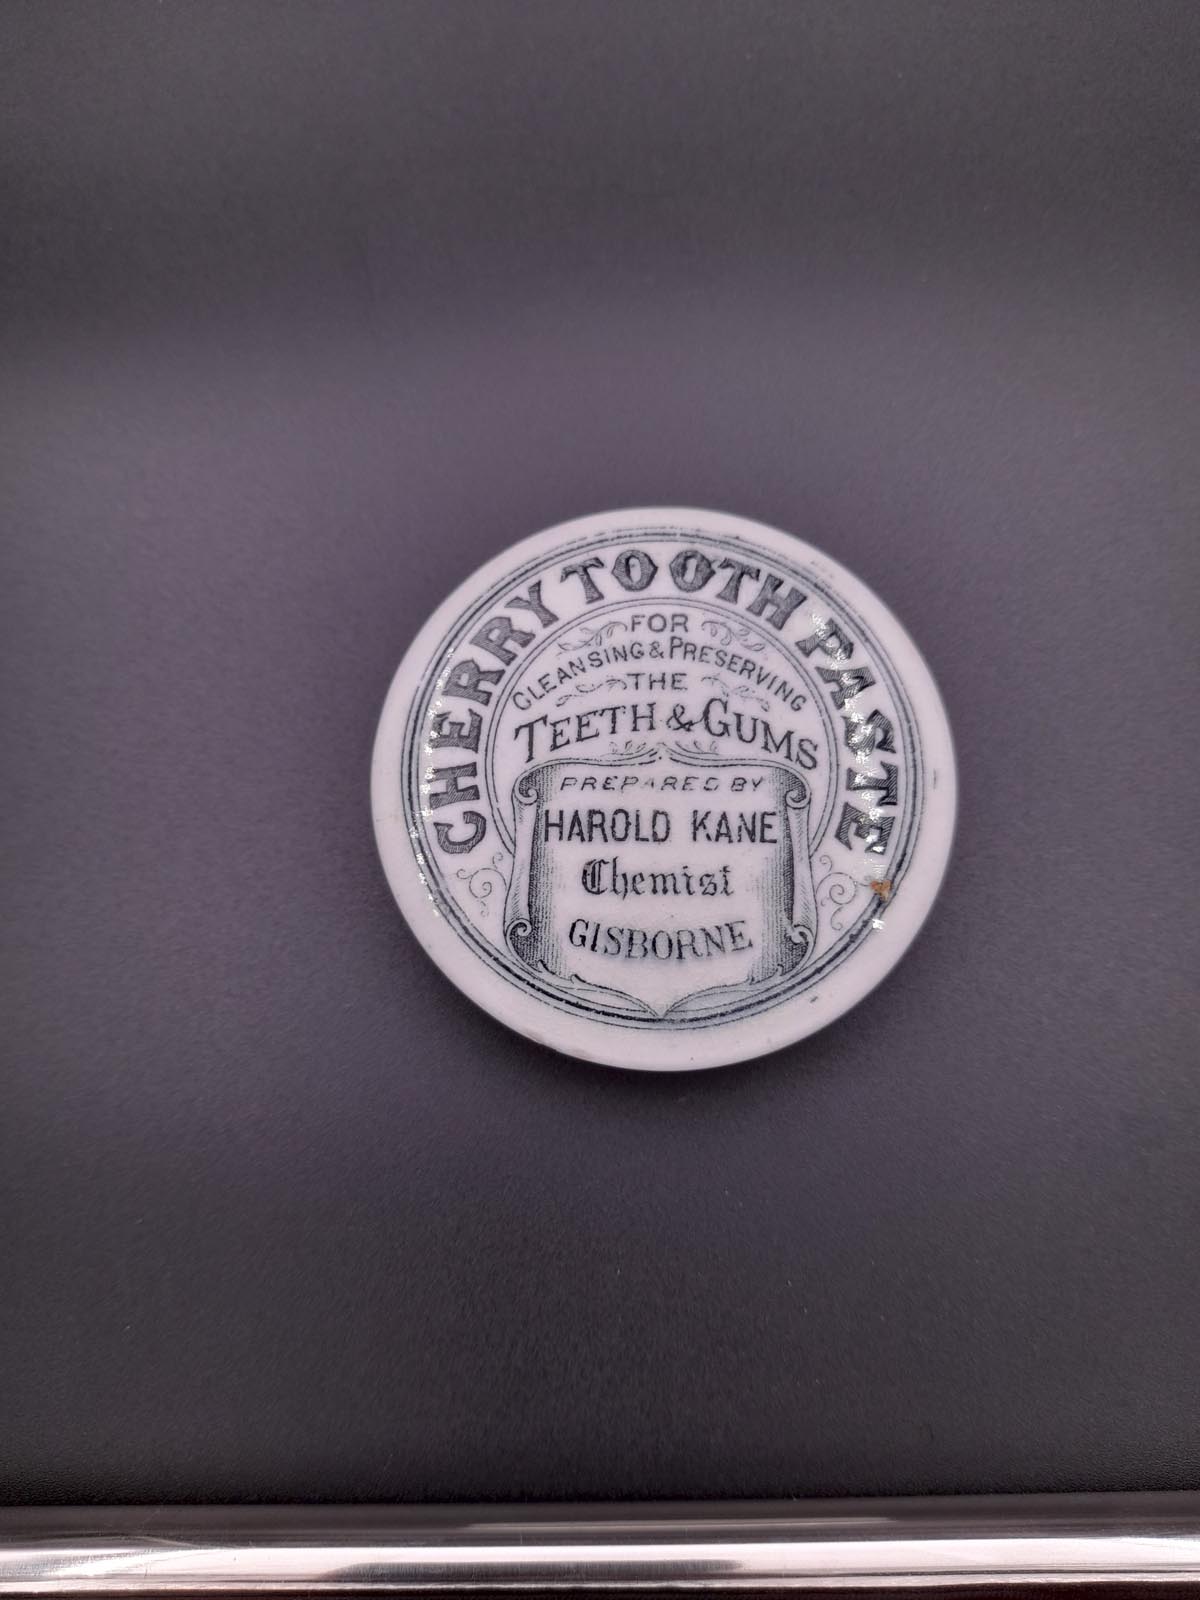 CHERRY TOOTH PASTE
FOR
CLEANSING & PRESERVING
THE
TEETH & GUMS
PREPARED BY
HAROLD KANE
Chemist
GISBORNE